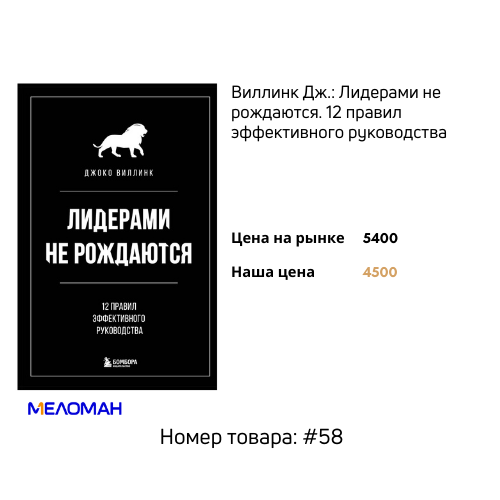 Виллинк Дж.: Лидерами не
рождаются. 12 правил
эффективного руководства
ДЖОКО ВИЛЛИНК
ЛИДЕРАМИ
НЕ РОЖДАЮТСЯ
12 ПРАВИЛ
ЭФФЕКТИВНОГО
РУКОВОДСТВА
БОМБОРА
Цена на рынке 5400
Наша цена 4500
МЕЛОМАН
Номер товара: #58